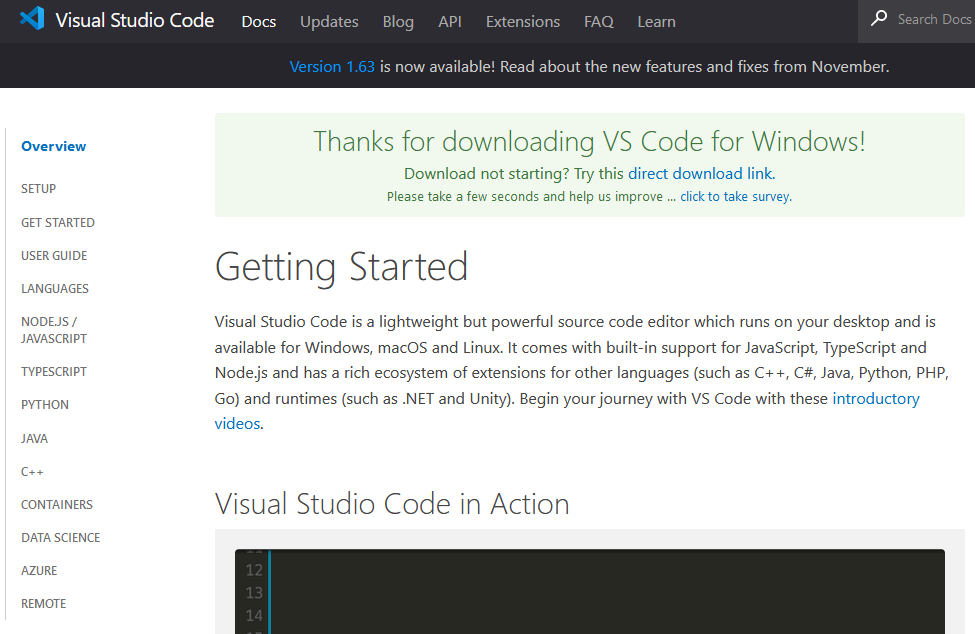 Visual Studio Code Docs Updates Blog API Extensions FAQ Learn Search Docs
Version 1.63 is now available! Read about the new features and fixes from November.
Overview
SETUP
GET STARTED
USER GUIDE
LANGUAGES
NODE.JS /
JAVASCRIPT
TYPESCRIPT
PYTHON
JAVA
C++
CONTAINERS
DATA SCIENCE
AZURE
REMOTE
Thanks for downloading VS Code for Windows!
Download not starting? Try this direct download link.
Please take a few seconds and help us improve ... click to take survey.
Getting Started
Visual Studio Code is a lightweight but powerful source code editor which runs on your desktop and is
available for Windows, macOS and Linux. It comes with built-in support for JavaScript, TypeScript and
Node.js and has a rich ecosystem of extensions for other languages (such as C++, C#, Java, Python, PHP,
Go) and runtimes (such as .NET and Unity). Begin your journey with VS Code with these introductory
videos.
Visual Studio Code in Action
12
13
14